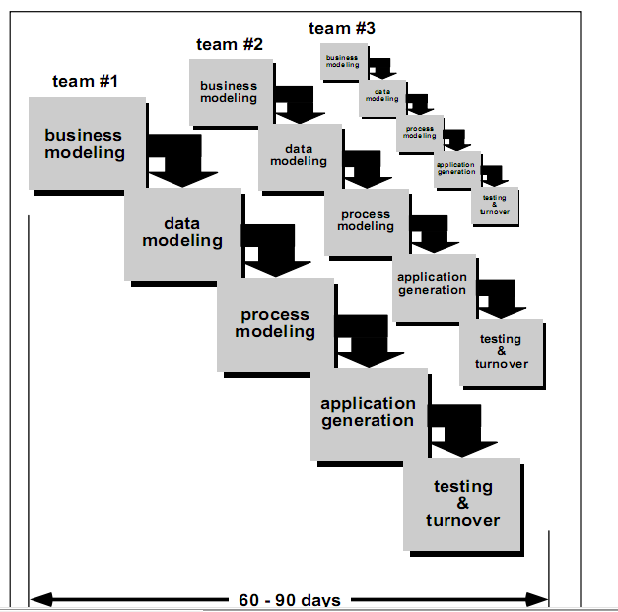 team #1
business
modeling
data
modeling
process
modeling
application
generation
testing
&
turnover
team #2
business
modeling
data
modeling
process
modeling
application
generation
testing
&
turnover
team #3
business
modeling
data
modeling
process
modeling
application
generation
testing
&
turnover
60 - 90 days